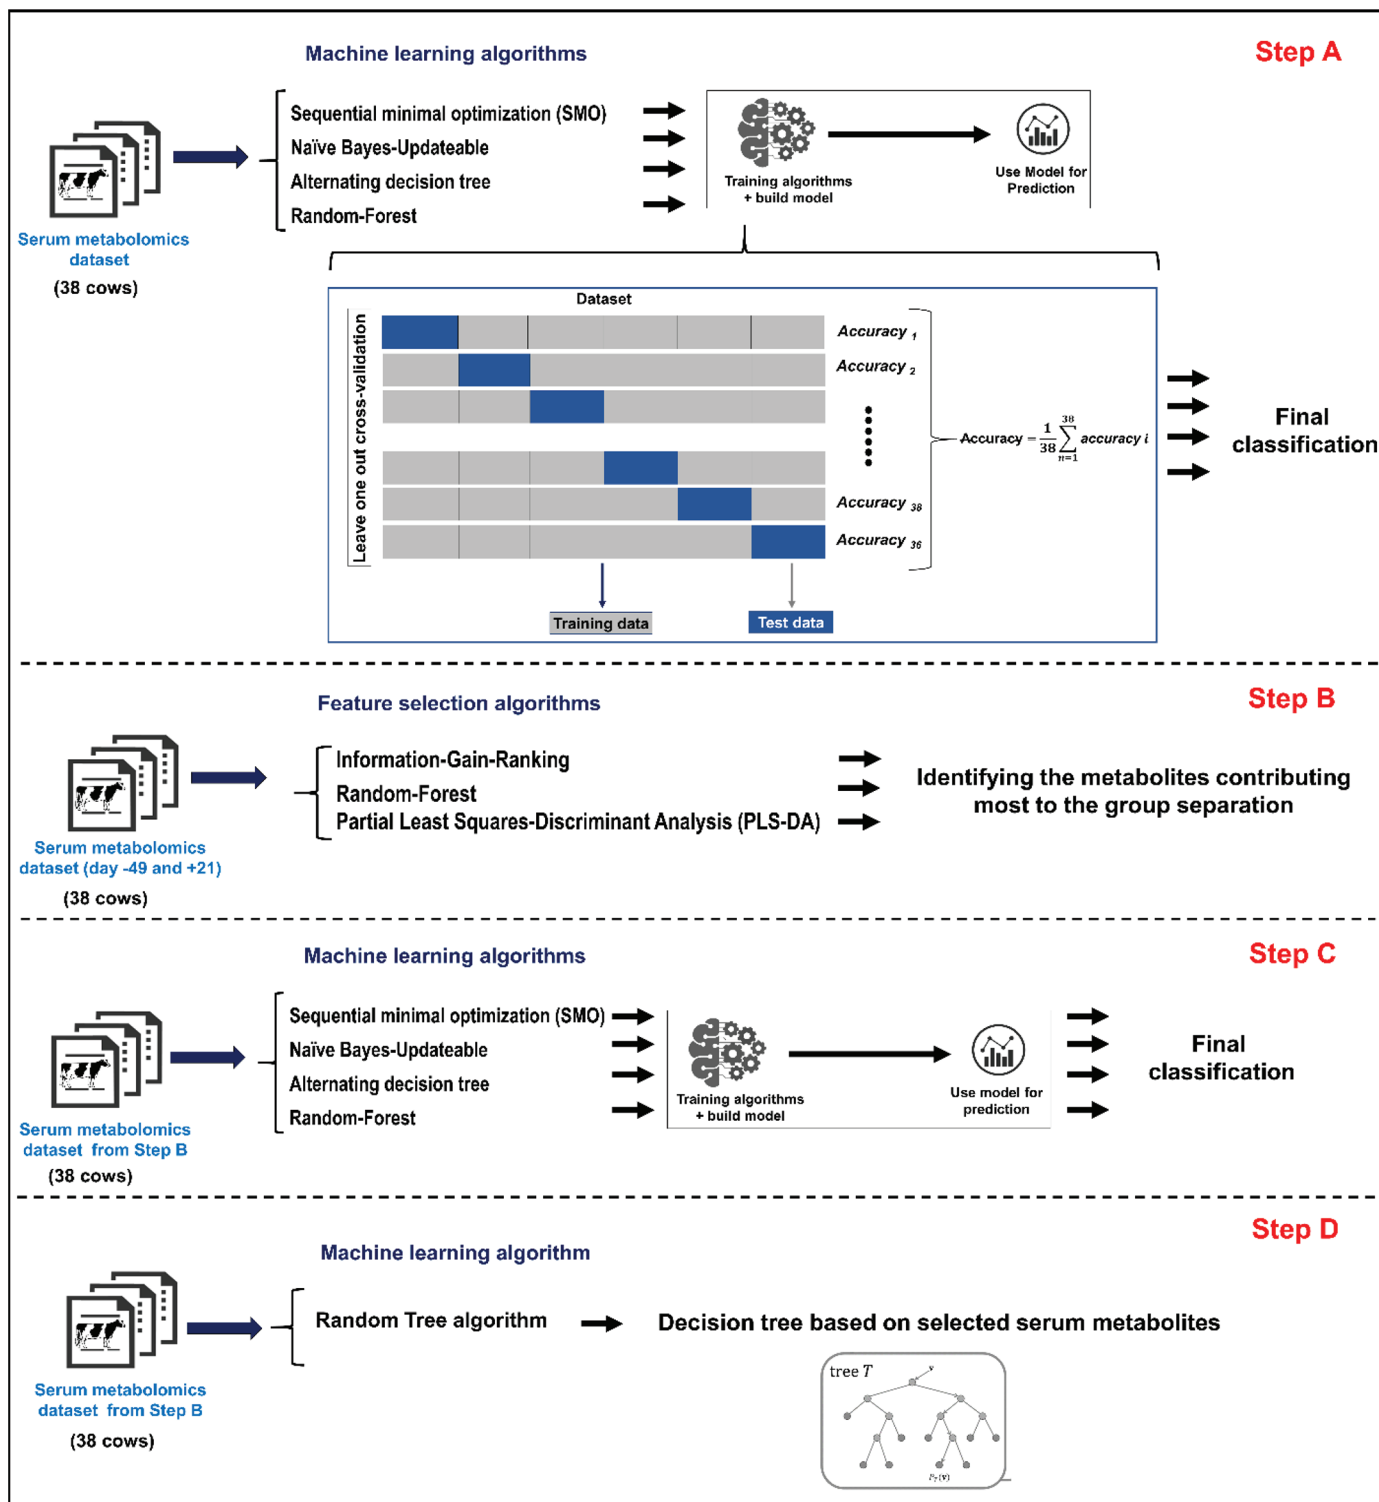 Machine learning algorithms
Step A
Sequential minimal optimization (SMO)
Naïve Bayes-Updateable
Alternating decision tree
Random-Forest
Training algorithms
+ build model
Use Model for
Prediction
Serum metabolomics
dataset
(38 cows)
Dataset
Leave one out cross-validation
Accuracy 1
Accuracy 2
Accuracy 38
Accuracy 36
Accuracy = 1/38 38∑n=1 accuracy i
Final
classification
Training data
Test data
Feature selection algorithms
Step B
Information-Gain-Ranking
Random-Forest
Partial Least Squares-Discriminant Analysis (PLS-DA)
Identifying the metabolites contributing
most to the group separation
Serum metabolomics
dataset (day -49 and +21)
(38 cows)
Machine learning algorithms
Step C
Sequential minimal optimization (SMO)
Naïve Bayes-Updateable
Alternating decision tree
Random-Forest
Training algorithms
+ build model
Use model for
prediction
Final
classification
Serum metabolomics
dataset from Step B
(38 cows)
Step D
Machine learning algorithm
Random Tree algorithm
Decision tree based on selected serum metabolites
Serum metabolomics
dataset from Step B
(38 cows)
tree T
v
P_T(v)